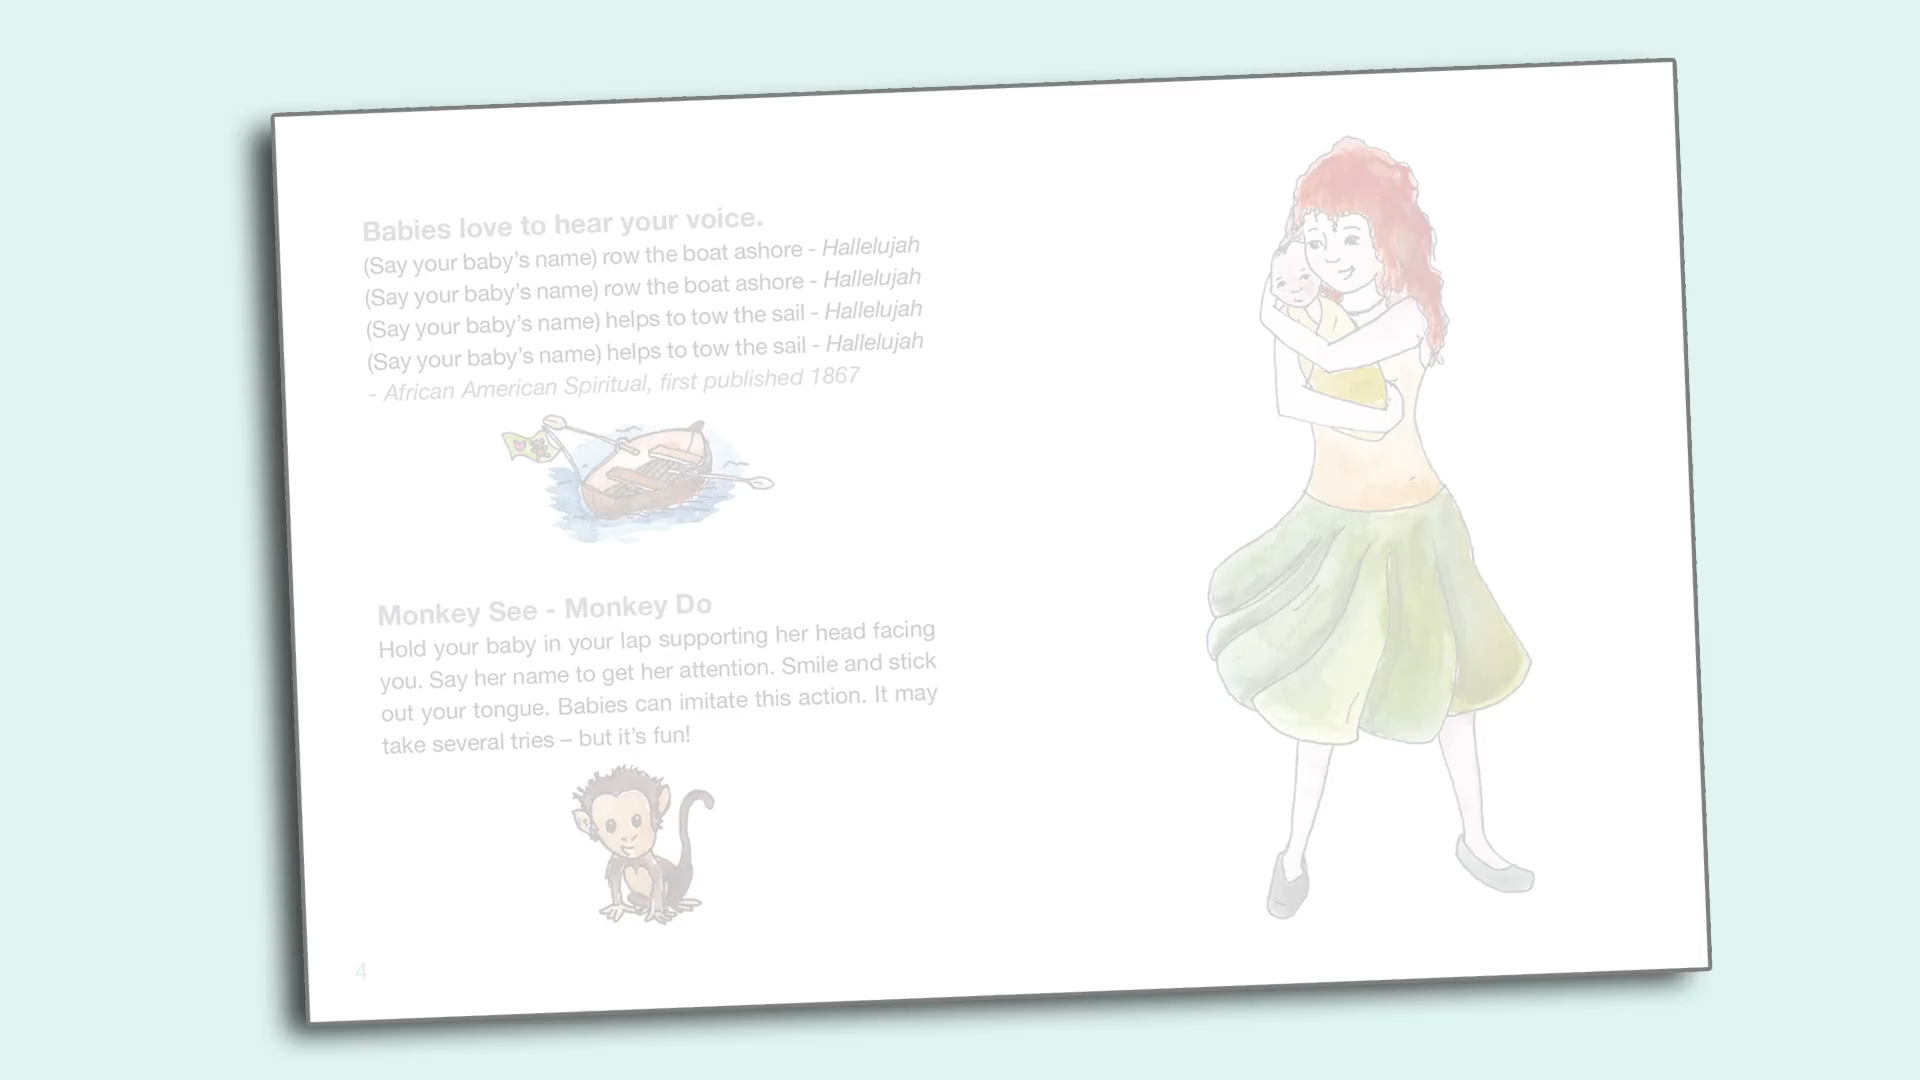 Babies love to hear your voice.
(Say your baby’s name) row the boat ashore - Hallelujah
(Say your baby’s name) row the boat ashore - Hallelujah
(Say your baby’s name) helps to tow the sail - Hallelujah
(Say your baby’s name) helps to tow the sail - Hallelujah
- African American Spiritual, first published 1867
Monkey See - Monkey Do
Hold your baby in your lap supporting her head facing
you. Say her name to get her attention. Smile and stick
out your tongue. Babies can imitate this action. It may
take several tries – but it’s fun!
4